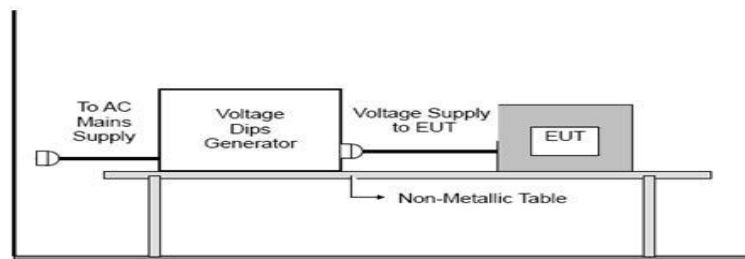 To AC
Mains
Supply
Voltage
Dips
Generator
Voltage Supply
to EUT
EUT
Non-Metallic Table